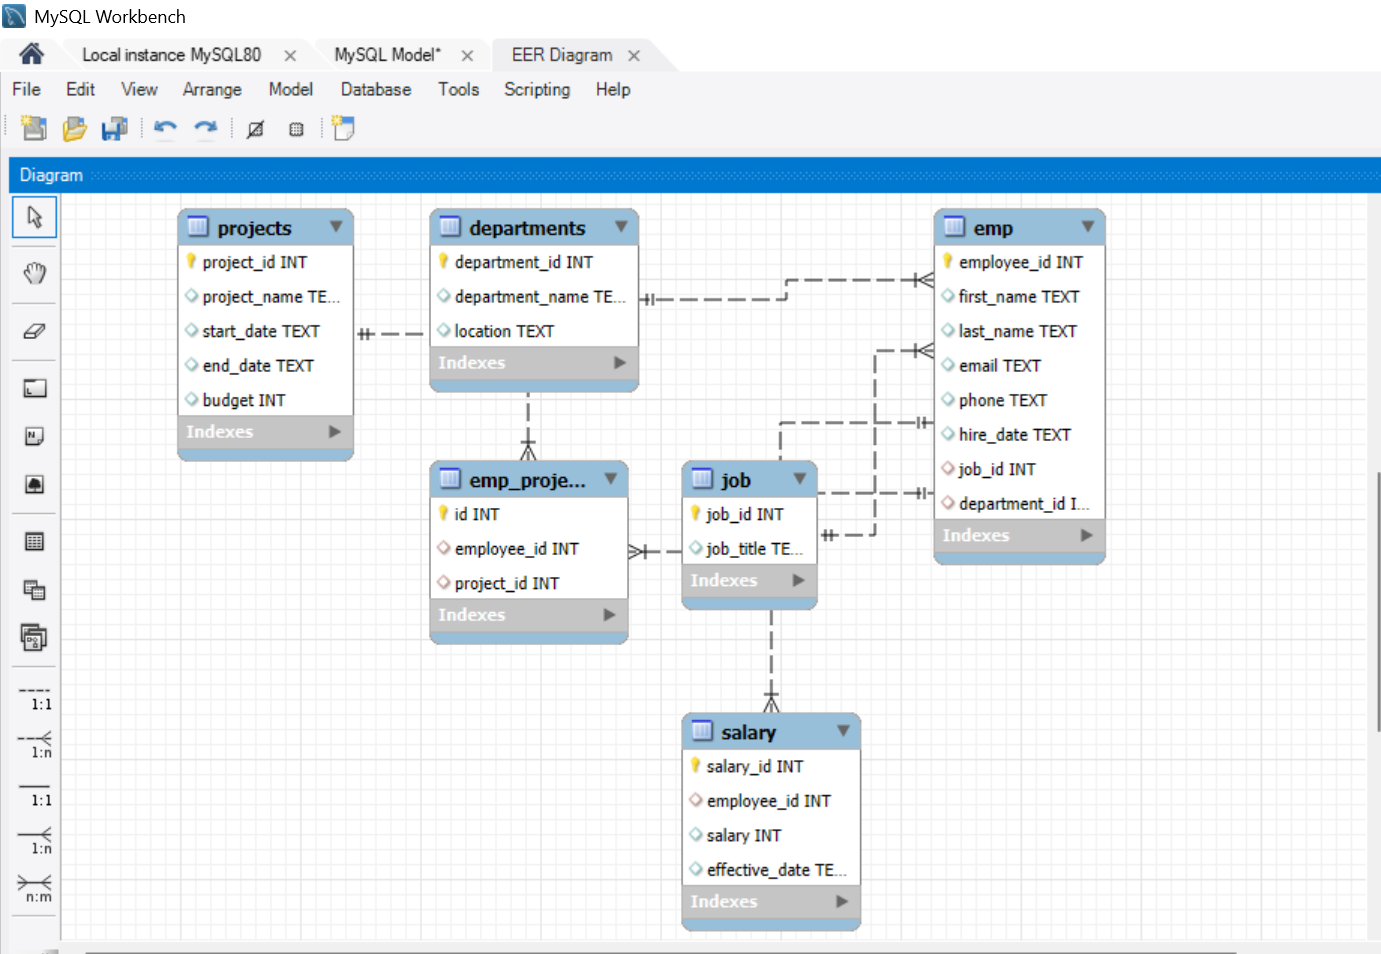 MySQL Workbench
Local instance MySQL80
MySQL Model*
EER Diagram
File Edit View Arrange Model Database Tools Scripting Help
Diagram
projects
project_id INT
project_name TE...
start_date TEXT
end_date TEXT
budget INT
Indexes
departments
department_id INT
department_name TE...
location TEXT
Indexes
emp
employee_id INT
first_name TEXT
last_name TEXT
email TEXT
phone TEXT
hire_date TEXT
job_id INT
department_id I...
Indexes
emp_proje...
id INT
employee_id INT
project_id INT
Indexes
job
job_id INT
job_title TE...
Indexes
salary
salary_id INT
employee_id INT
salary INT
effective_date TE...
Indexes
1:1
1:n
1:1
1:n
n:m